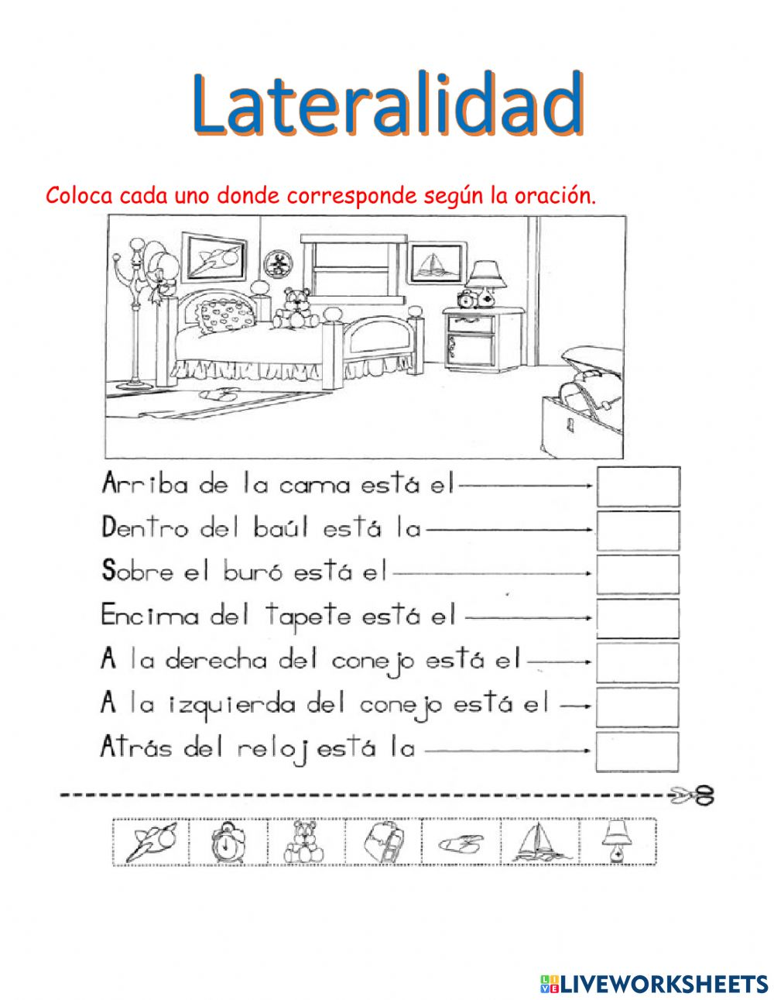 Lateralidad
Coloca cada uno donde corresponde según la oración.
Arriba de la cama está el
Dentro del baúl está la
Sobre el buró está el
Encima del tapete está el
A la derecha del conejo está el
A la izquierda del conejo está el
Atrás del reloj está la
LIVE LIVEWORKSHEETS